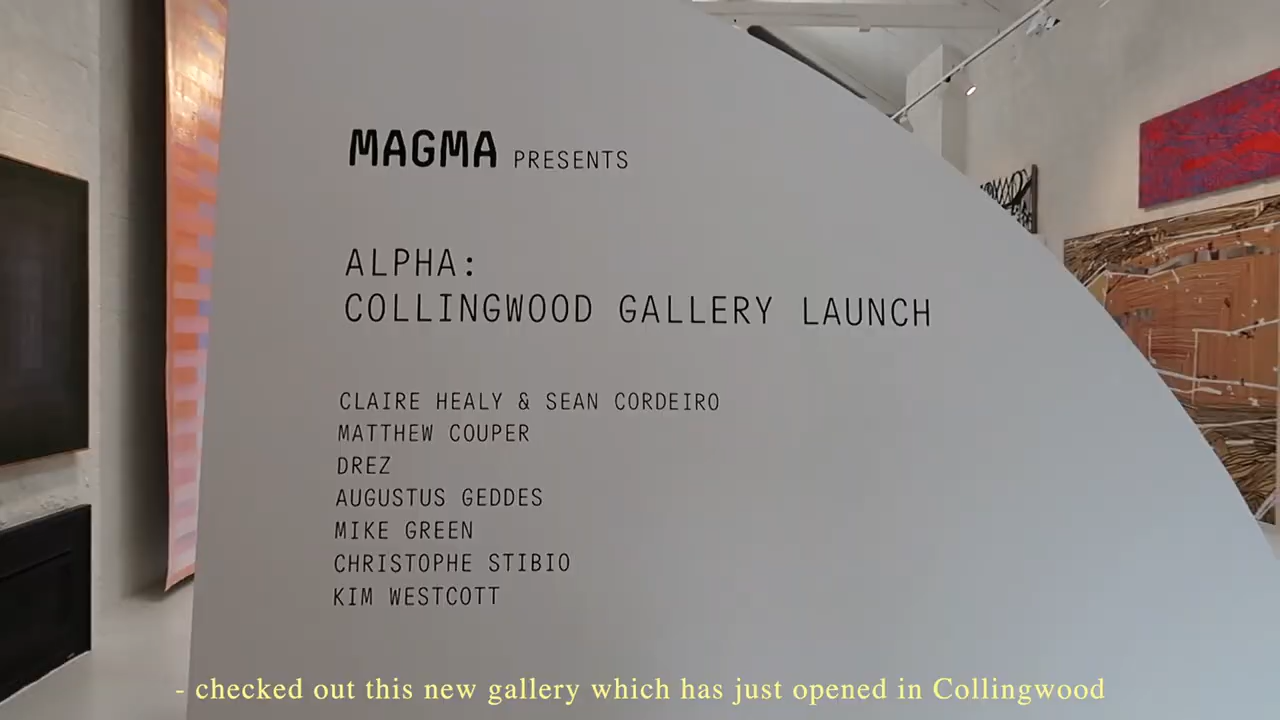 MAGMA PRESENTS
ALPHA:
COLLINGWOOD GALLERY LAUNCH
CLAIRE HEALY & SEAN CORDEIRO
MATTHEW COUPER
DREZ
AUGUSTUS GEDDES
MIKE GREEN
CHRISTOPHE STIBIO
KIM WESTCOTT
- checked out this new gallery which has just opened in Collingwood